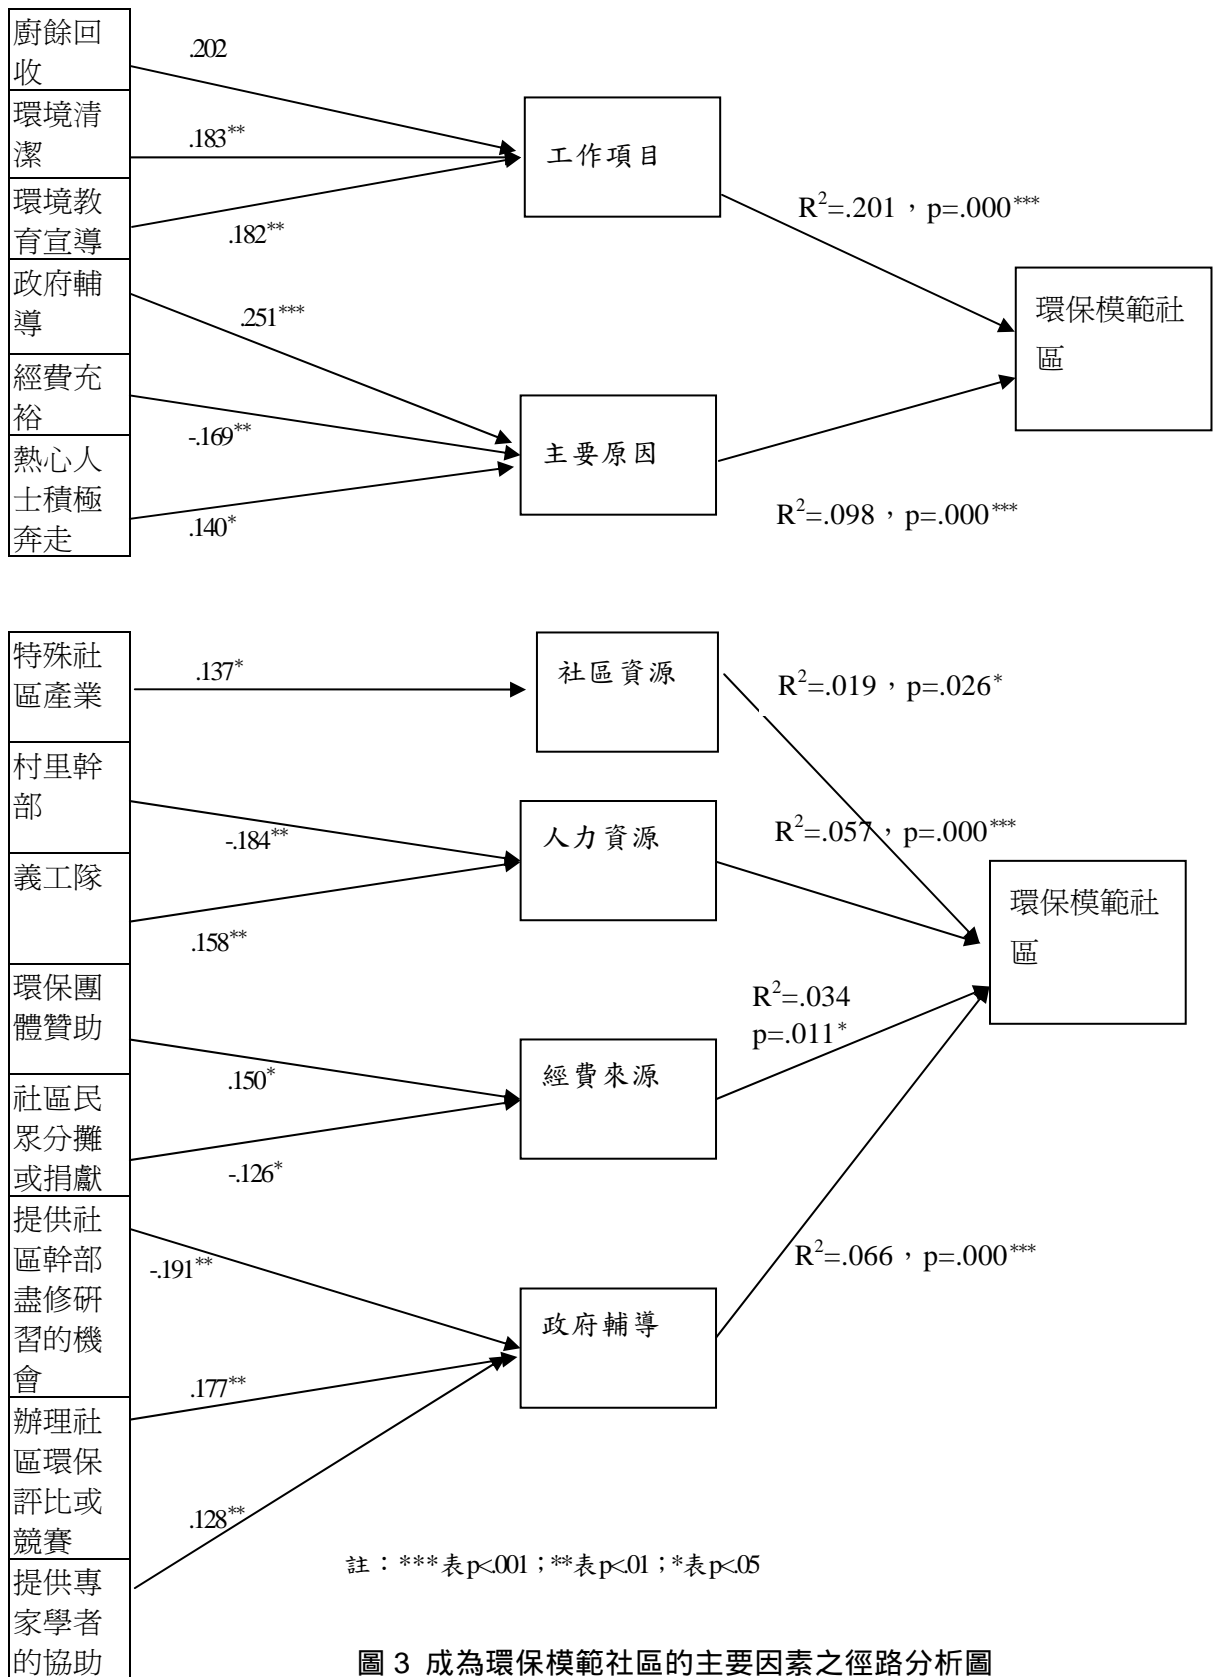 廚餘回
收
環境清
潔
環境教
育宣導
政府輔
導
經費充
裕
熱心人
士積極
奔走
.202
.183**
.182**
.251***
-.169**
.140*
工作項目
主要原因
R²=.201，p=.000***
R²=.098，p=.000***
環保模範社
區
特殊社
區產業
村里幹
部
義工隊
環保團
體贊助
社區民
眾分攤
或捐獻
提供社
區幹部
盡修研
習的機
會
辦理社
區環保
評比或
競賽
提供專
家學者
的協助
.137*
-.184**
.158**
.150*
-.126*
-.191**
.177**
.128**
社區資源
人力資源
經費來源
政府輔導
R²=.019，p=.026*
R²=.057，p=.000***
R²=.034
p=.011*
R²=.066，p=.000***
環保模範社
區
註：***表p<.001；**表p<.01；*表p<.05
圖 3 成為環保模範社區的主要因素之徑路分析圖